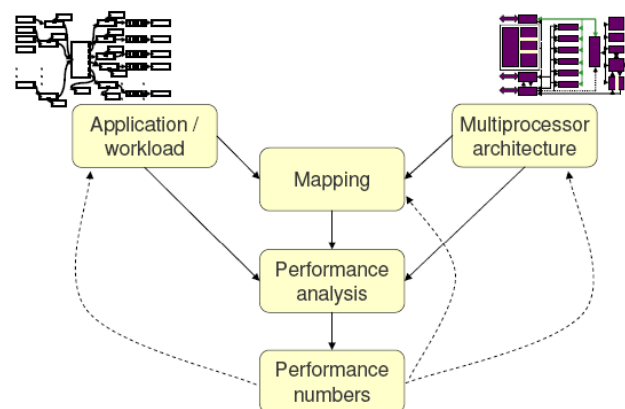 Application /
workload
Multiprocessor
architecture
Mapping
Performance
analysis
Performance
numbers